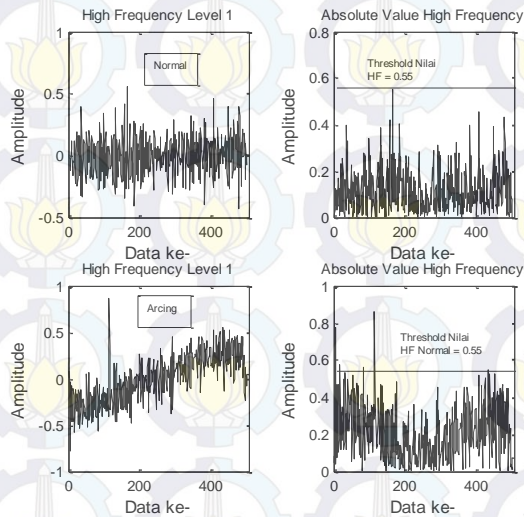 High Frequency Level 1
Absolute Value High Frequency
1
0.5
0
-0.5
0 200 400
Amplitude
Normal
Data ke-
0.8
0.6
0.4
0.2
0
0 200 400
Amplitude
Threshold Nilai
HF = 0.55
Data ke-
High Frequency Level 1
Absolute Value High Frequency
1
0.5
0
-0.5
-1
0 200 400
Amplitude
Arcing
Data ke-
1
0.8
0.6
0.4
0.2
0
0 200 400
Amplitude
Threshold Nilai
HF Normal = 0.55
Data ke-